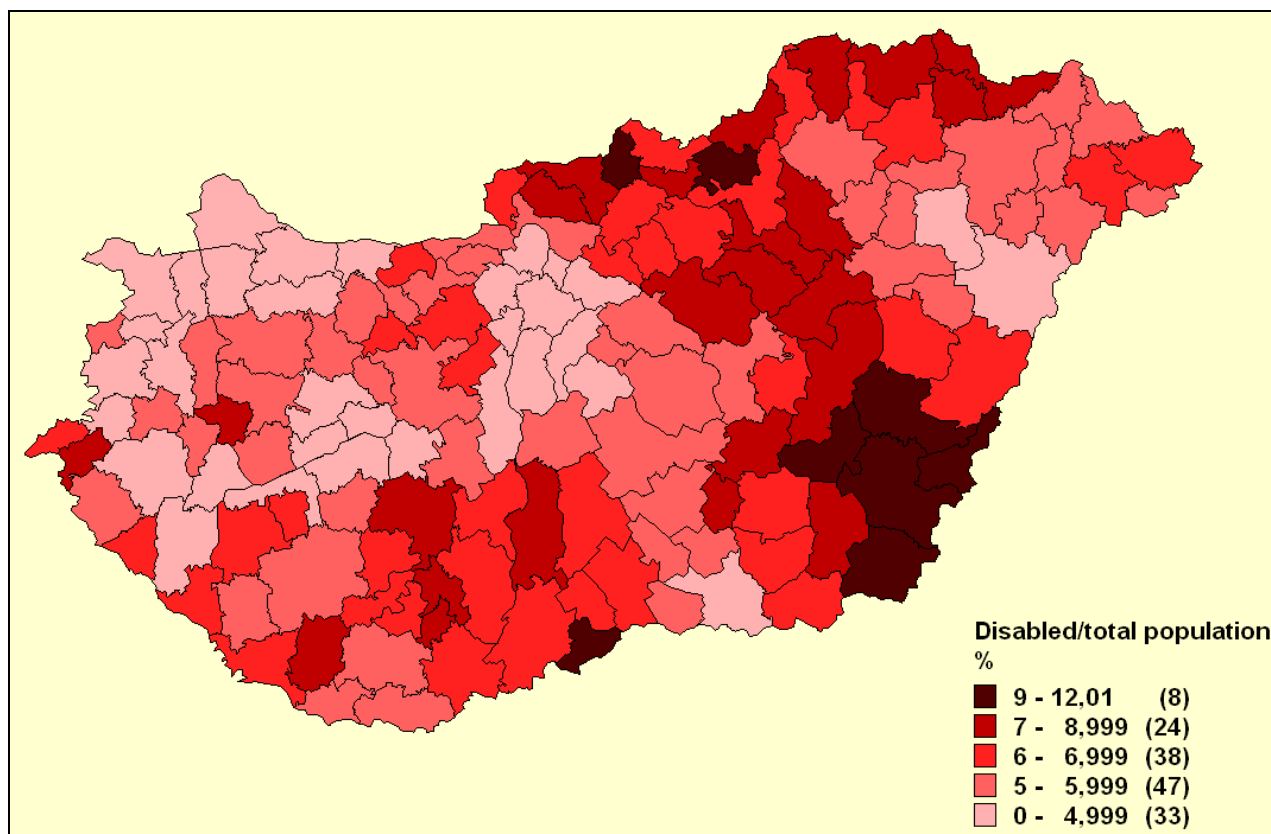 Disabled/total population
%
9 - 12,01 (8)
7 - 8,999 (24)
6 - 6,999 (38)
5 - 5,999 (47)
0 - 4,999 (33)